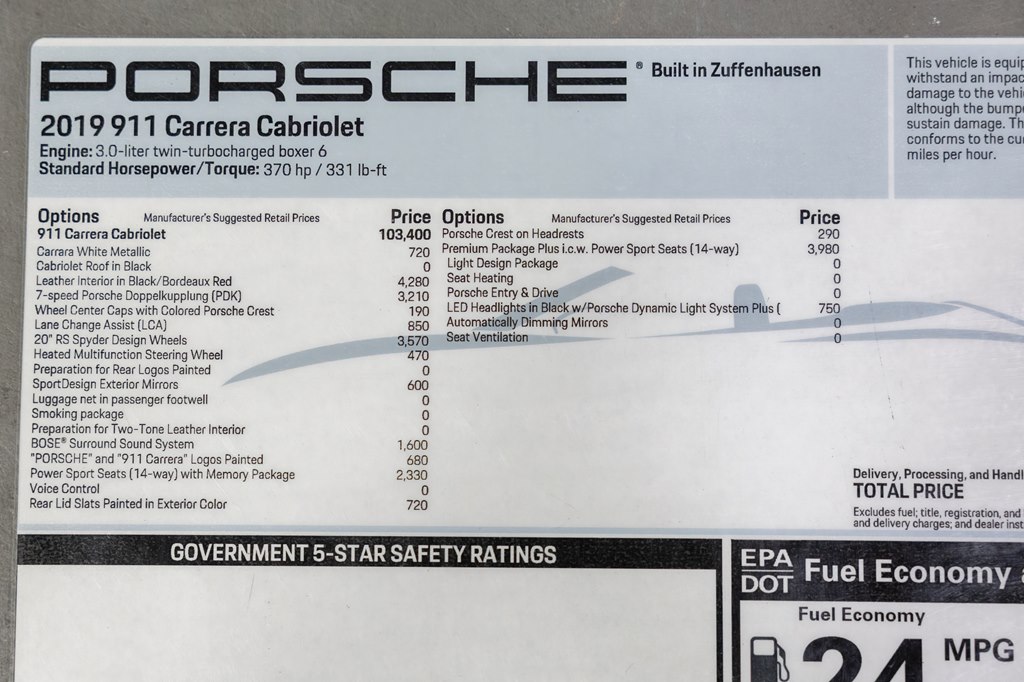 PORSCHE® Built in Zuffenhausen
2019 911 Carrera Cabriolet
Engine: 3.0-liter twin-turbocharged boxer 6
Standard Horsepower/Torque: 370 hp / 331 lb-ft
This vehicle is equip
withstand an impac
damage to the vehi
although the bumpe
sustain damage. Th
conforms to the cu
miles per hour.
Options Manufacturer's Suggested Retail Prices Price
911 Carrera Cabriolet 103,400
Carrara White Metallic 720
Cabriolet Roof in Black 0
Leather Interior in Black/Bordeaux Red 4,280
7-speed Porsche Doppelkupplung (PDK) 3,210
Wheel Center Caps with Colored Porsche Crest 190
Lane Change Assist (LCA) 850
20" RS Spyder Design Wheels 3,570
Heated Multifunction Steering Wheel 470
Preparation for Rear Logos Painted 0
SportDesign Exterior Mirrors 600
Luggage net in passenger footwell 0
Smoking package 0
Preparation for Two-Tone Leather Interior 0
BOSE® Surround Sound System 1,600
"PORSCHE" and "911 Carrera" Logos Painted 680
Power Sport Seats (14-way) with Memory Package 2,330
Voice Control 0
Rear Lid Slats Painted in Exterior Color 720
Options Manufacturer's Suggested Retail Prices Price
Porsche Crest on Headrests 290
Premium Package Plus i.c.w. Power Sport Seats (14-way) 3,980
Light Design Package 0
Seat Heating 0
Porsche Entry & Drive 0
LED Headlights in Black w/Porsche Dynamic Light System Plus ( 750
Automatically Dimming Mirrors 0
Seat Ventilation 0
Delivery, Processing, and Handl
TOTAL PRICE
Excludes fuel; title, registration, and
and delivery charges; and dealer inst
GOVERNMENT 5-STAR SAFETY RATINGS
EPA
DOT Fuel Economy a
Fuel Economy
24 MPG